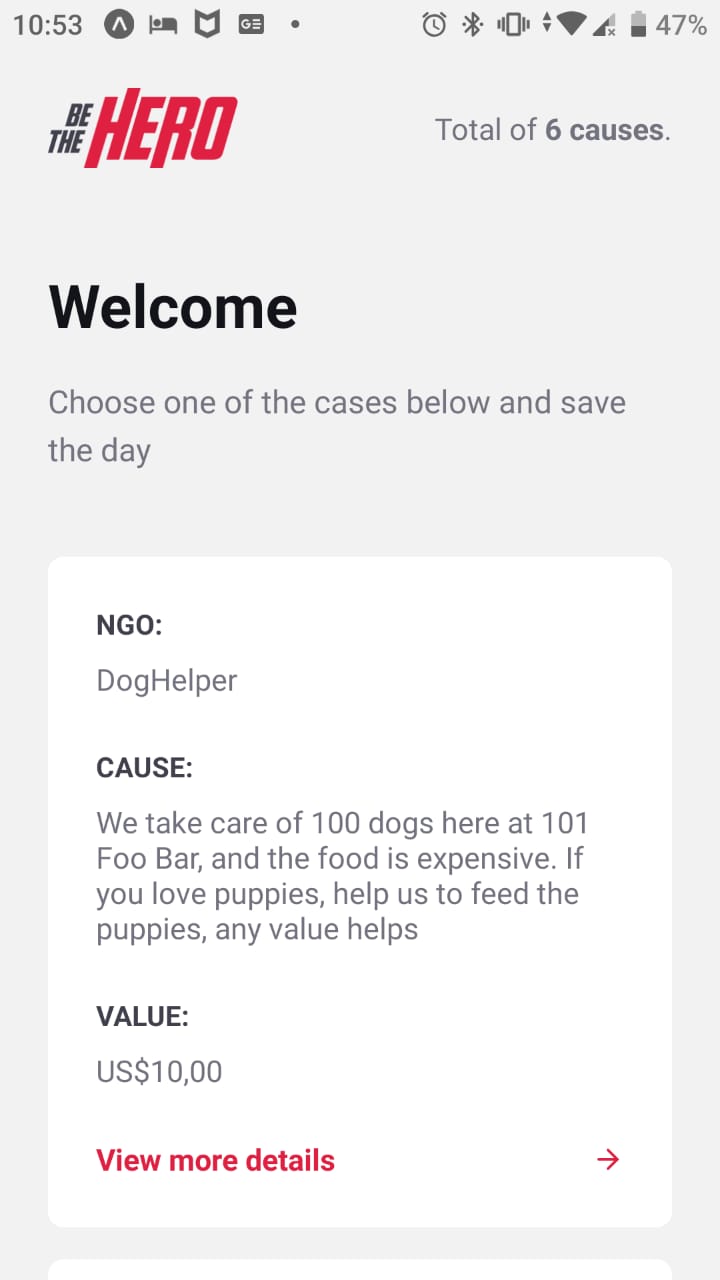 10:53
GE
47%
BE
THE
HERO
Total of 6 causes.
Welcome
Choose one of the cases below and save
the day
NGO:
DogHelper
CAUSE:
We take care of 100 dogs here at 101
Foo Bar, and the food is expensive. If
you love puppies, help us to feed the
puppies, any value helps
VALUE:
US$10,00
View more details